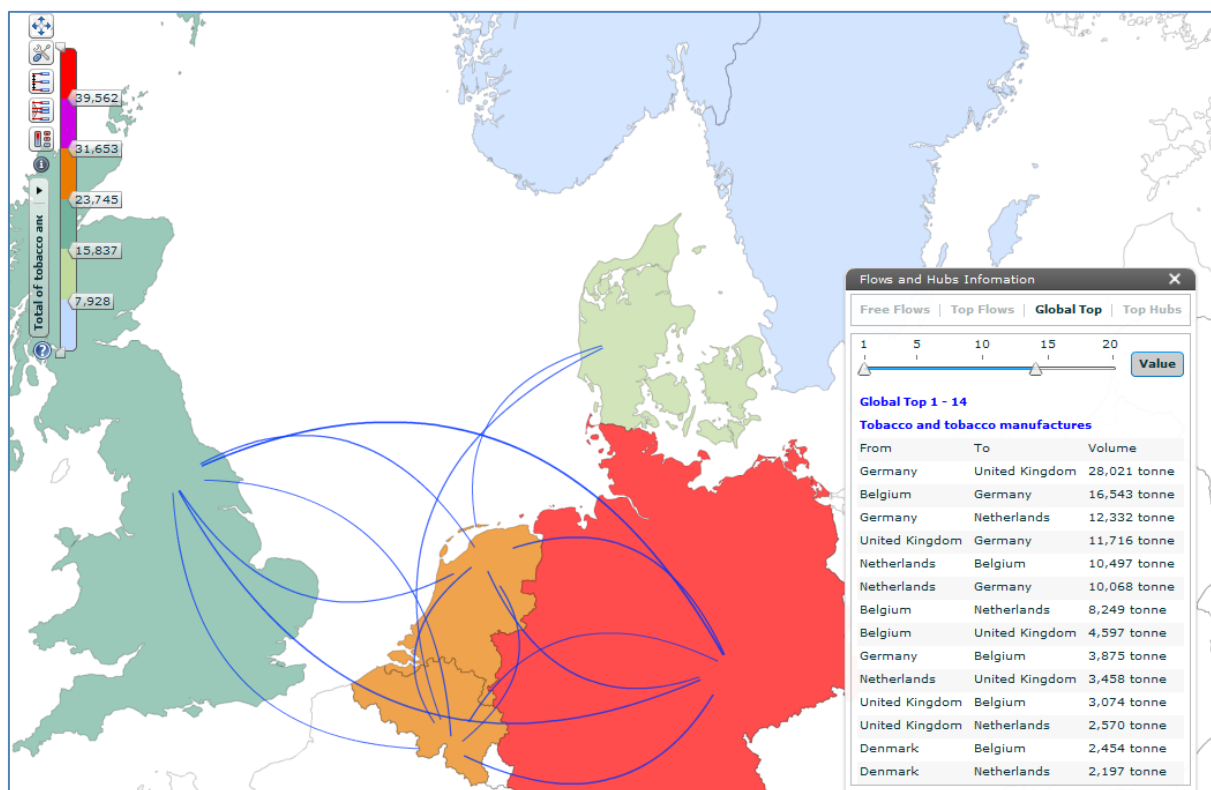 39,562
31,653
23,745
15,837
7,928
Total of tobacco and
Flows and Hubs Infomation
Free Flows | Top Flows | Global Top | Top Hubs
1 5 10 15 20
Value
Global Top 1 - 14
Tobacco and tobacco manufactures
From To Volume
Germany United Kingdom 28,021 tonne
Belgium Germany 16,543 tonne
Germany Netherlands 12,332 tonne
United Kingdom Germany 11,716 tonne
Netherlands Belgium 10,497 tonne
Netherlands Germany 10,068 tonne
Belgium Netherlands 8,249 tonne
Belgium United Kingdom 4,597 tonne
Germany Belgium 3,875 tonne
Netherlands United Kingdom 3,458 tonne
United Kingdom Belgium 3,074 tonne
United Kingdom Netherlands 2,570 tonne
Denmark Belgium 2,454 tonne
Denmark Netherlands 2,197 tonne